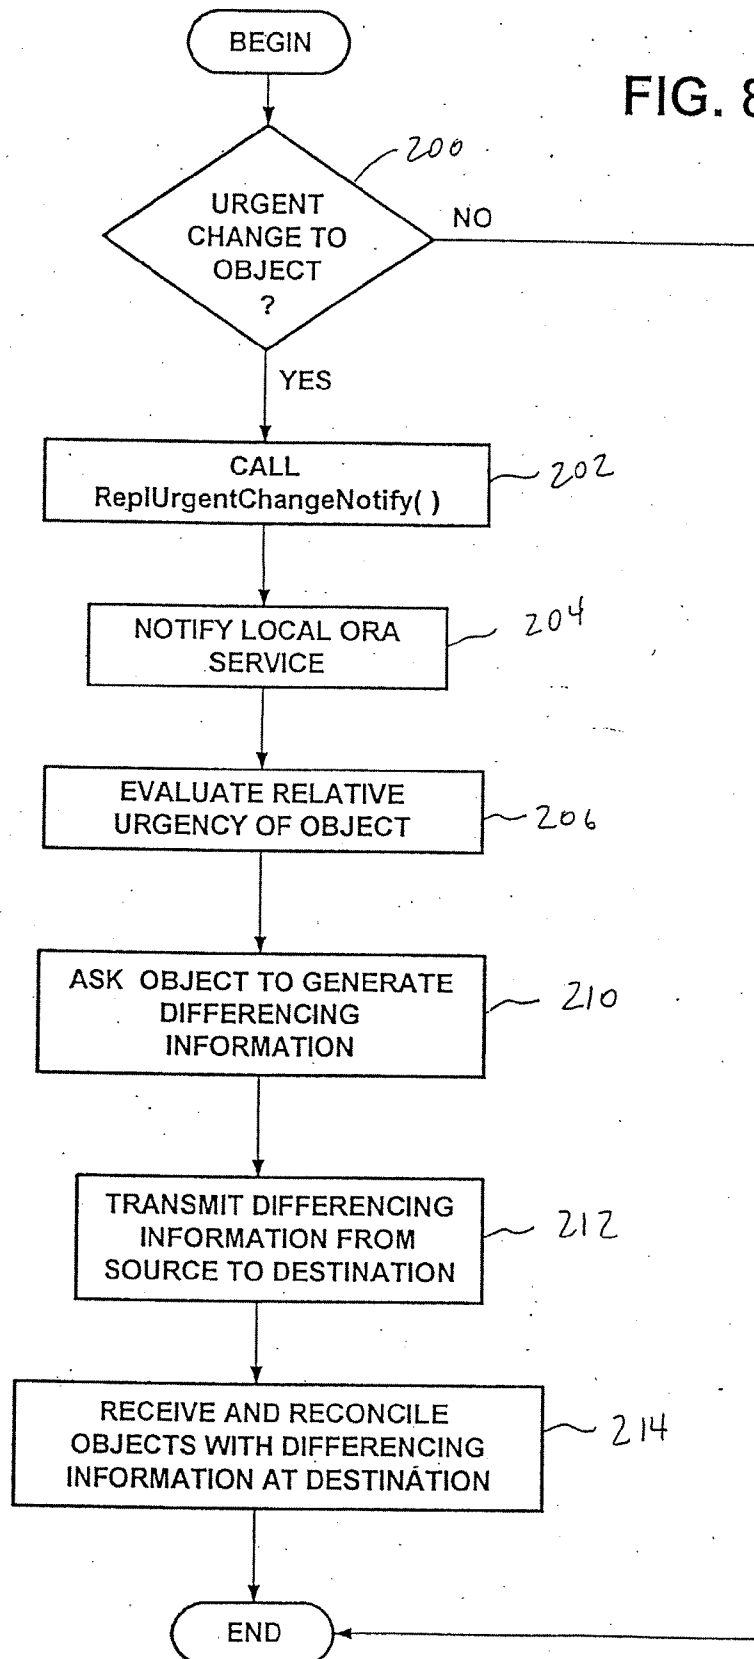 BEGIN
FIG. 8
200
URGENT
CHANGE TO
OBJECT
?
NO
YES
CALL
ReplUrgentChangeNotify( )
202
NOTIFY LOCAL ORA
SERVICE
204
EVALUATE RELATIVE
URGENCY OF OBJECT
206
ASK OBJECT TO GENERATE
DIFFERENCING
INFORMATION
210
TRANSMIT DIFFERENCING
INFORMATION FROM
SOURCE TO DESTINATION
212
RECEIVE AND RECONCILE
OBJECTS WITH DIFFERENCING
INFORMATION AT DESTINATION
214
END